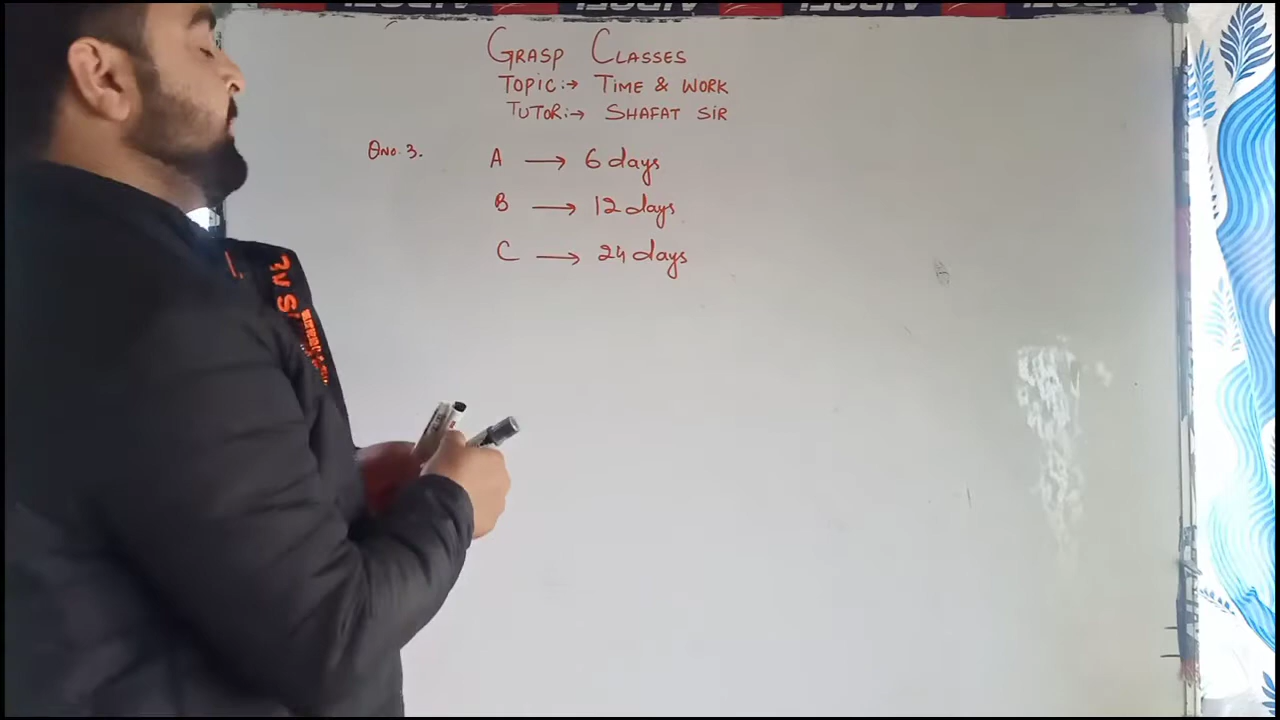 GRASP CLASSES
TOPIC:→ TIME & WORK
TUTOR:→ SHAFAT SIR
QNO. 3. A → 6 days
B → 12 days
C → 24 days